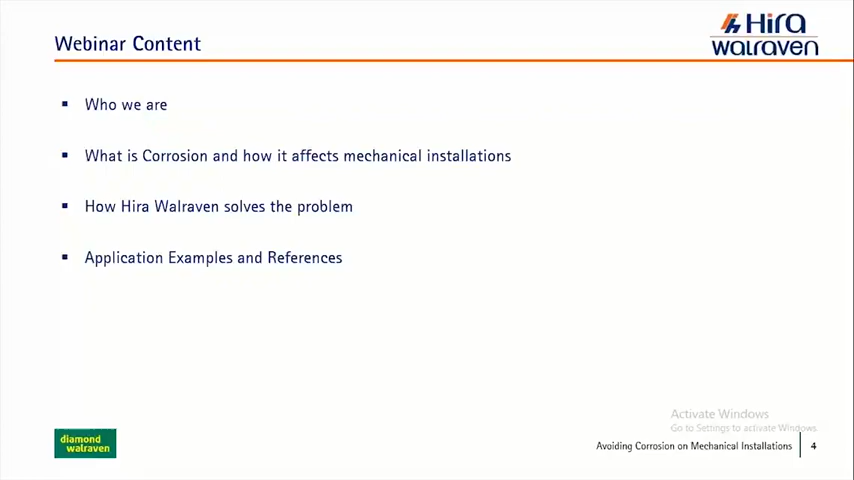 Webinar Content
Hira
walraven
Who we are
What is Corrosion and how it affects mechanical installations
How Hira Walraven solves the problem
Application Examples and References
Activate Windows
Go to Settings to activate Windows.
diamond
walraven
Avoiding Corrosion on Mechanical Installations
4